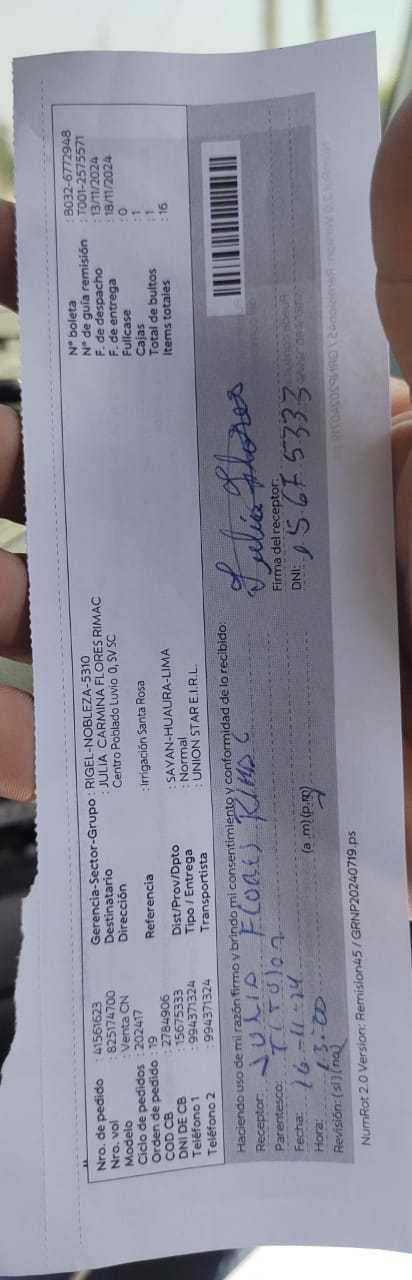 Nro. de pedido : 41561623
Nro. vol : 825174700
Modelo : Venta CN
Ciclo de pedidos : 202417
Orden de pedido : 19
COD CB : 2784906
DNI DE CB : 15675333
Teléfono 1 : 994371324
Teléfono 2 : 994371324
Gerencia-Sector-Grupo : RIGEL-NOBLEZA-5310
Destinatario : JULIA CARMINA FLORES RIMAC
Dirección : Centro Poblado Luvio 0, SV SC
Referencia : Irrigación Santa Rosa
Dist/Prov/Dpto : SAYAN-HUAURA-LIMA
Tipo / Entrega : Normal
Transportista : UNION STAR E.I.R.L.
N° boleta : B032-6772948
N° de guía remisión : T001-2575571
F. de despacho : 13/11/2024
F. de entrega : 18/11/2024
Fullcase : 0
Cajas : 1
Total de bultos : 1
Items totales : 16
Haciendo uso de mi razón firmo y brindo mi consentimiento y conformidad de lo recibido:
Receptor: JULIA FLORES RIMAC
Parentesco: TITULAR
Fecha: 16-11-24
Hora: 13:00 (a.m)(p.m)
Revisión: (si)(no)
Julia Flores
Firma del receptor:
DNI: 15675333
NumRot 2.0 Version: Remision45 / GRNP20240719.ps